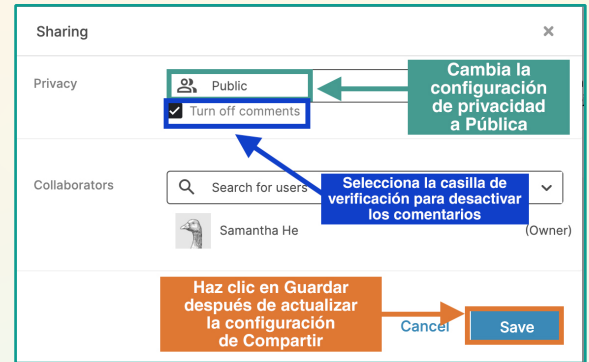 Sharing
×
Privacy
Public
Turn off comments
Cambia la
configuración
de privacidad
a Pública
Collaborators
Search for users
Selecciona la casilla de
verificación para desactivar
los comentarios
Samantha He
(Owner)
Haz clic en Guardar
después de actualizar
la configuración
de Compartir
Cancel
Save